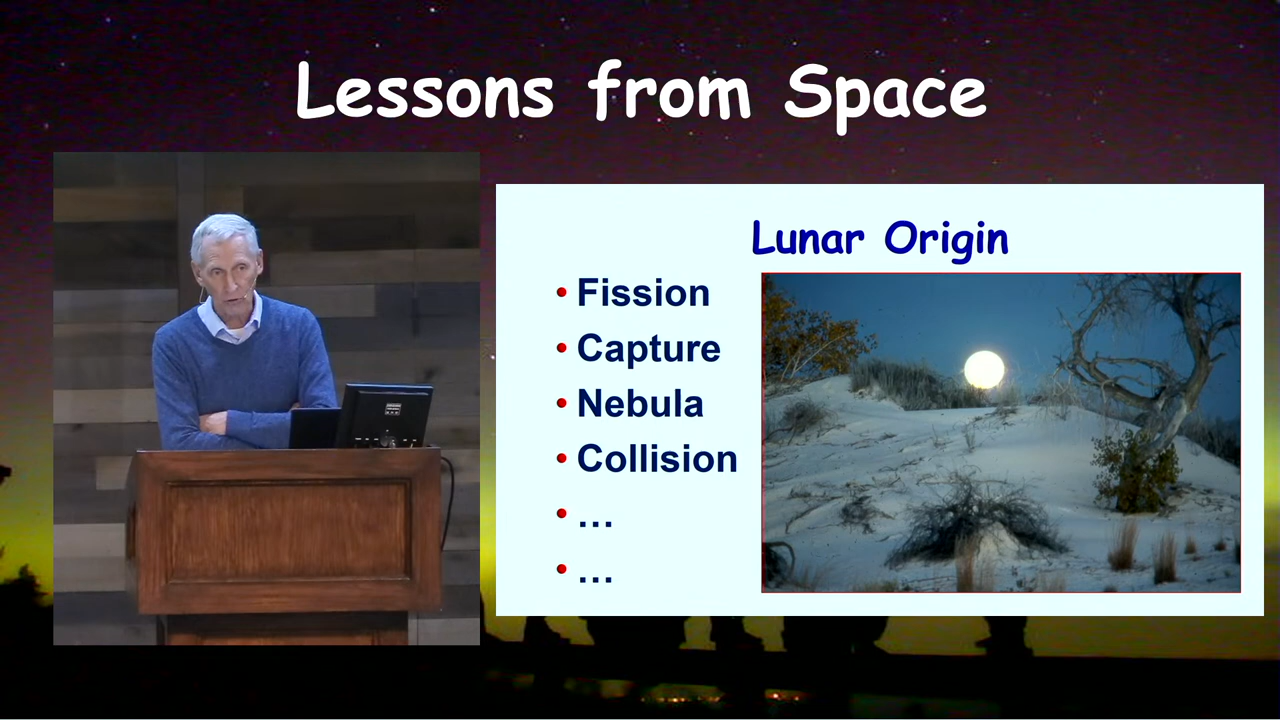 Lessons from Space
Lunar Origin
• Fission
• Capture
• Nebula
• Collision
• …
• …